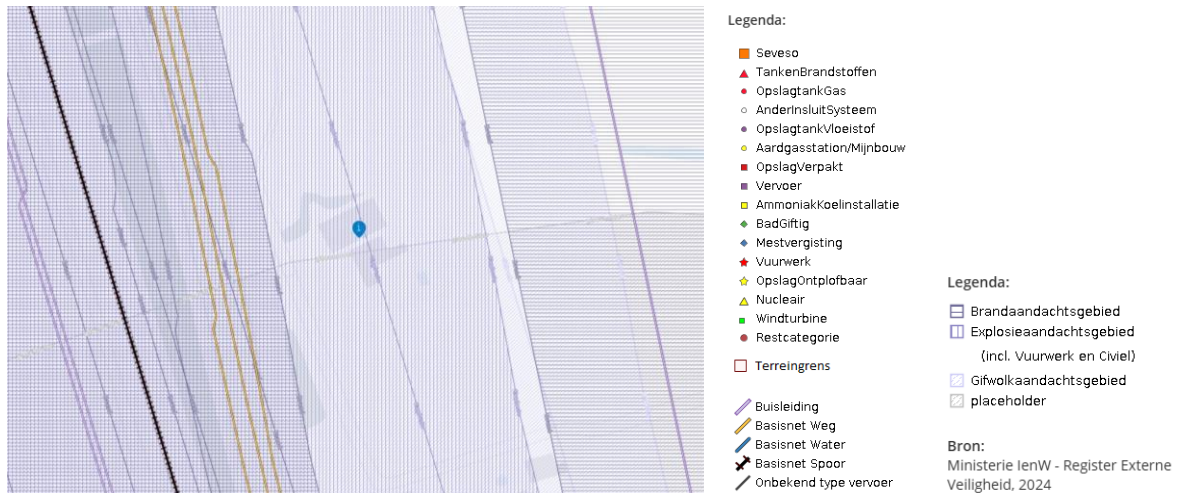 Legenda:
Seveso
TankenBrandstoffen
OpslagtankGas
AnderInsluitSysteem
OpslagtankVloeistof
Aardgasstation/Mijnbouw
OpslagVerpakt
Vervoer
AmmoniakKoelinstallatie
BadGiftig
Mestvergisting
Vuurwerk
OpslagOntplofbaar
Nucleair
Windturbine
Restcategorie
Terreingrens
Buisleiding
Basisnet Weg
Basisnet Water
Basisnet Spoor
Onbekend type vervoer
Legenda:
Brandaandachtsgebied
Explosieaandachtsgebied
(incl. Vuurwerk en Civiel)
Gifwolkaandachtsgebied
placeholder
Bron:
Ministerie IenW - Register Externe
Veiligheid, 2024